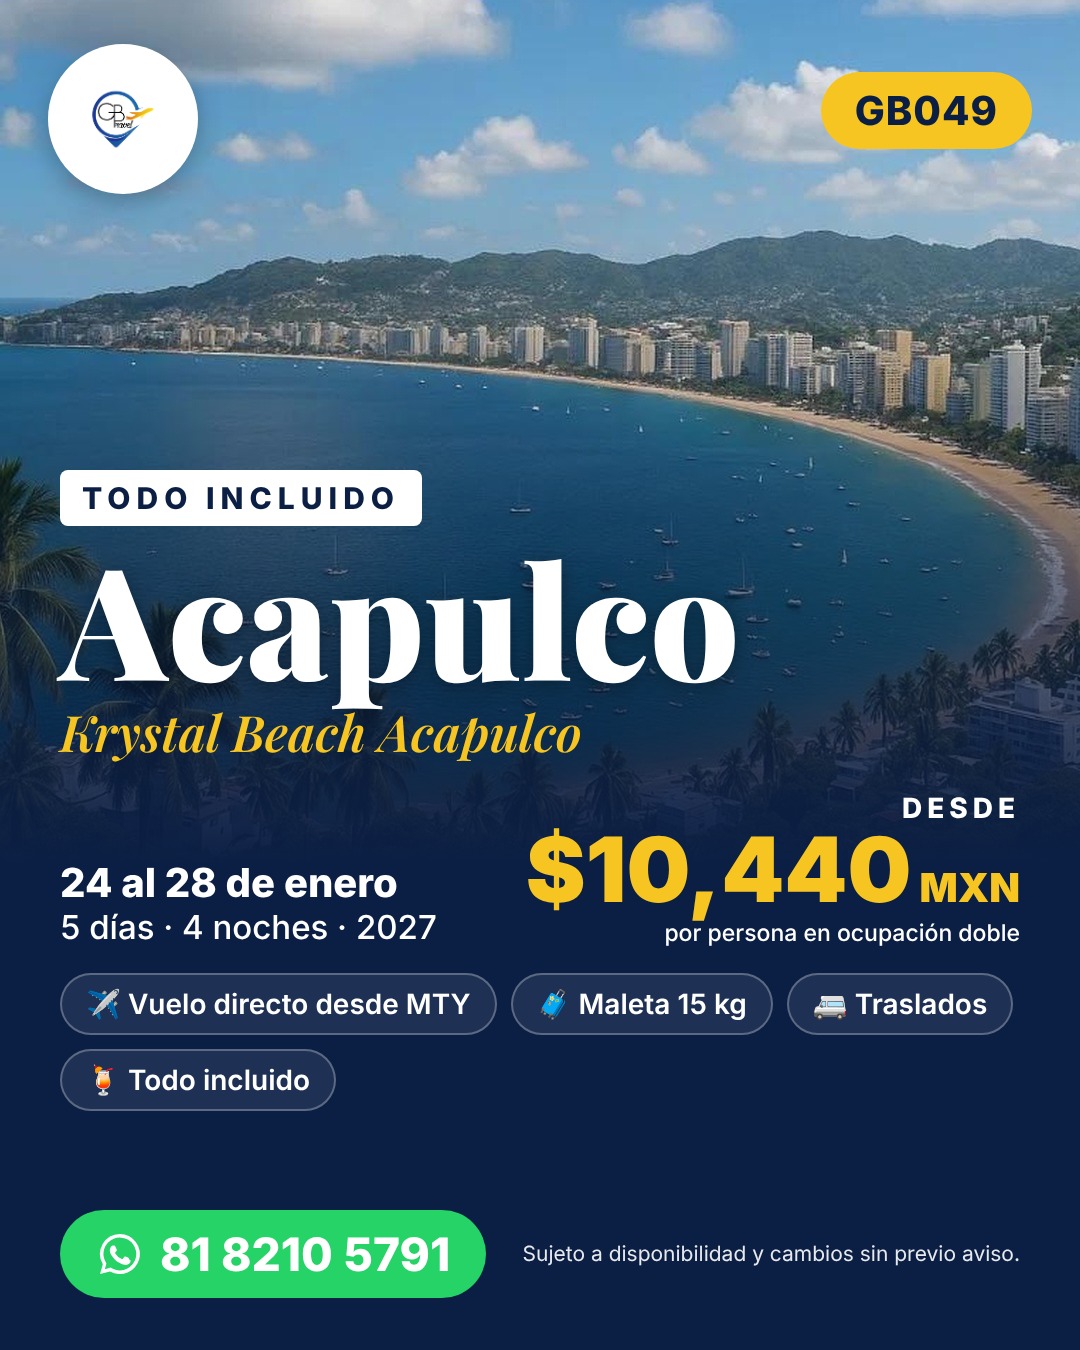 GB
Travel
GB049
TODO INCLUIDO
Acapulco
Krystal Beach Acapulco
DESDE
$10,440 MXN
por persona en ocupación doble
24 al 28 de enero
5 días · 4 noches · 2027
✈️ Vuelo directo desde MTY
🧳 Maleta 15 kg
🚐 Traslados
🍹 Todo incluido
81 8210 5791
Sujeto a disponibilidad y cambios sin previo aviso.